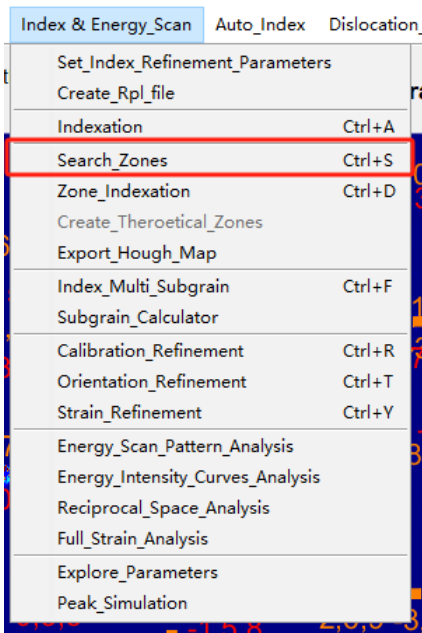 Index & Energy_Scan Auto_Index Dislocation_
Set_Index_Refinement_Parameters
Create_Rpl_file
Indexation Ctrl+A
Search_Zones Ctrl+S
Zone_Indexation Ctrl+D
Create_Theroetical_Zones
Export_Hough_Map
Index_Multi_Subgrain Ctrl+F
Subgrain_Calculator
Calibration_Refinement Ctrl+R
Orientation_Refinement Ctrl+T
Strain_Refinement Ctrl+Y
Energy_Scan_Pattern_Analysis
Energy_Intensity_Curves_Analysis
Reciprocal_Space_Analysis
Full_Strain_Analysis
Explore_Parameters
Peak_Simulation